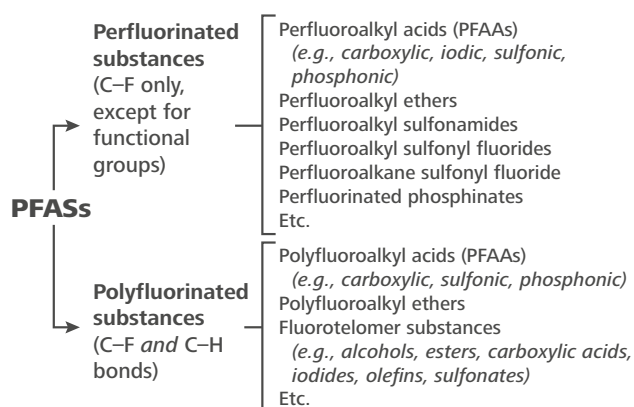 Perfluorinated
substances
(C–F only,
except for
functional
groups)
Perfluoroalkyl acids (PFAAs)
(e.g., carboxylic, iodic, sulfonic,
phosphonic)
Perfluoroalkyl ethers
Perfluoroalkyl sulfonamides
Perfluoroalkyl sulfonyl fluorides
Perfluoroalkane sulfonyl fluoride
Perfluorinated phosphinates
Etc.
PFASs
Polyfluorinated
substances
(C–F and C–H
bonds)
Polyfluoroalkyl acids (PFAAs)
(e.g., carboxylic, sulfonic, phosphonic)
Polyfluoroalkyl ethers
Fluorotelomer substances
(e.g., alcohols, esters, carboxylic acids,
iodides, olefins, sulfonates)
Etc.